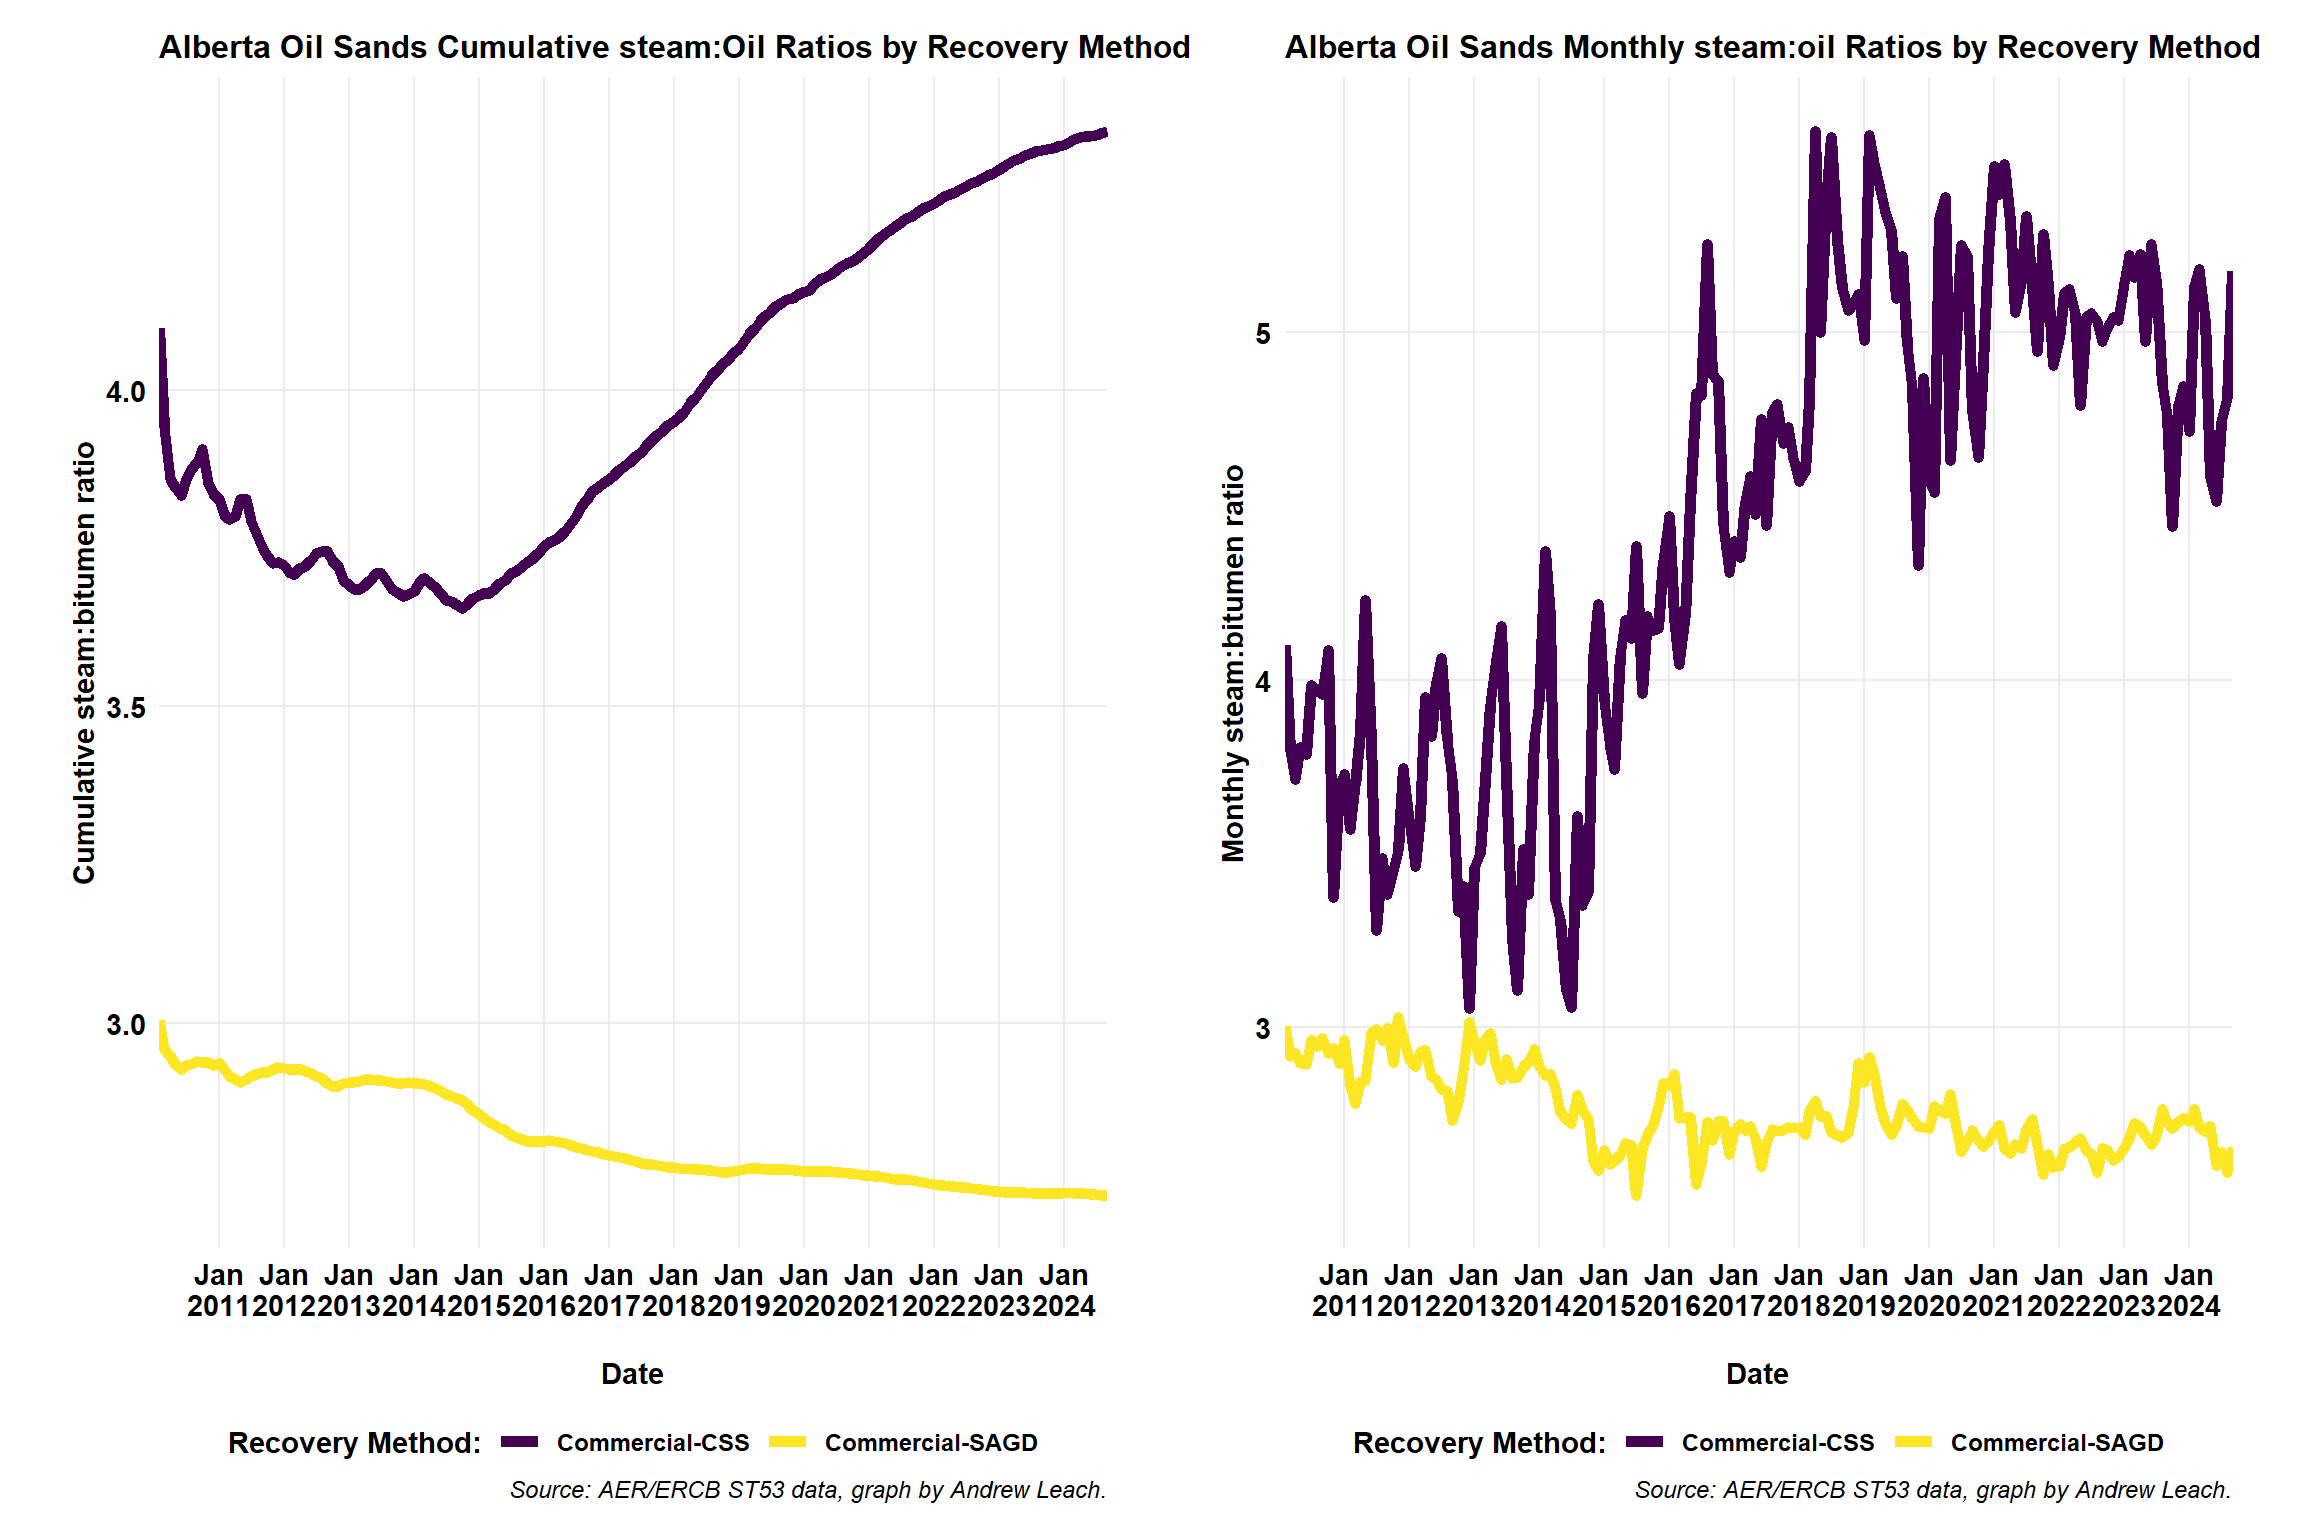 Alberta Oil Sands Cumulative steam:Oil Ratios by Recovery Method
Cumulative steam:bitumen ratio
4.0
3.5
3.0
Jan Jan Jan Jan Jan Jan Jan Jan Jan Jan Jan Jan Jan Jan
2011 2012 2013 2014 2015 2016 2017 2018 2019 2020 2021 2022 2023 2024
Date
Recovery Method: Commercial-CSS Commercial-SAGD
Source: AER/ERCB ST53 data, graph by Andrew Leach.
Alberta Oil Sands Monthly steam:oil Ratios by Recovery Method
Monthly steam:bitumen ratio
5
4
3
Jan Jan Jan Jan Jan Jan Jan Jan Jan Jan Jan Jan Jan Jan
2011 2012 2013 2014 2015 2016 2017 2018 2019 2020 2021 2022 2023 2024
Date
Recovery Method: Commercial-CSS Commercial-SAGD
Source: AER/ERCB ST53 data, graph by Andrew Leach.